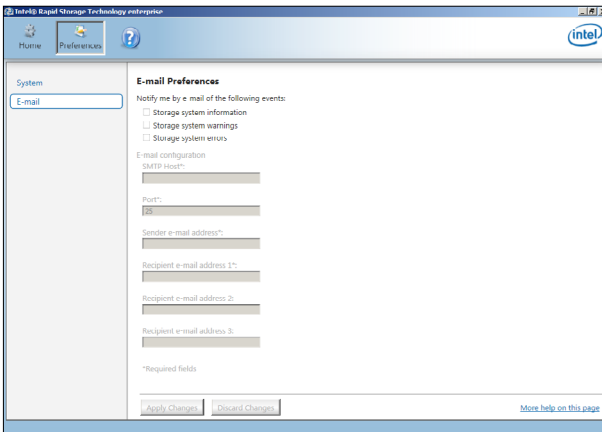 Intel® Rapid Storage Technology enterprise
Home
Preferences
?
intel
System
E-mail
E-mail Preferences
Notify me by e-mail of the following events:
Storage system information
Storage system warnings
Storage system errors
E-mail configuration
SMTP Host*:
Port*:
25
Sender e-mail address*:
Recipient e-mail address 1*:
Recipient e-mail address 2:
Recipient e-mail address 3:
*Required fields
Apply Changes
Discard Changes
More help on this page